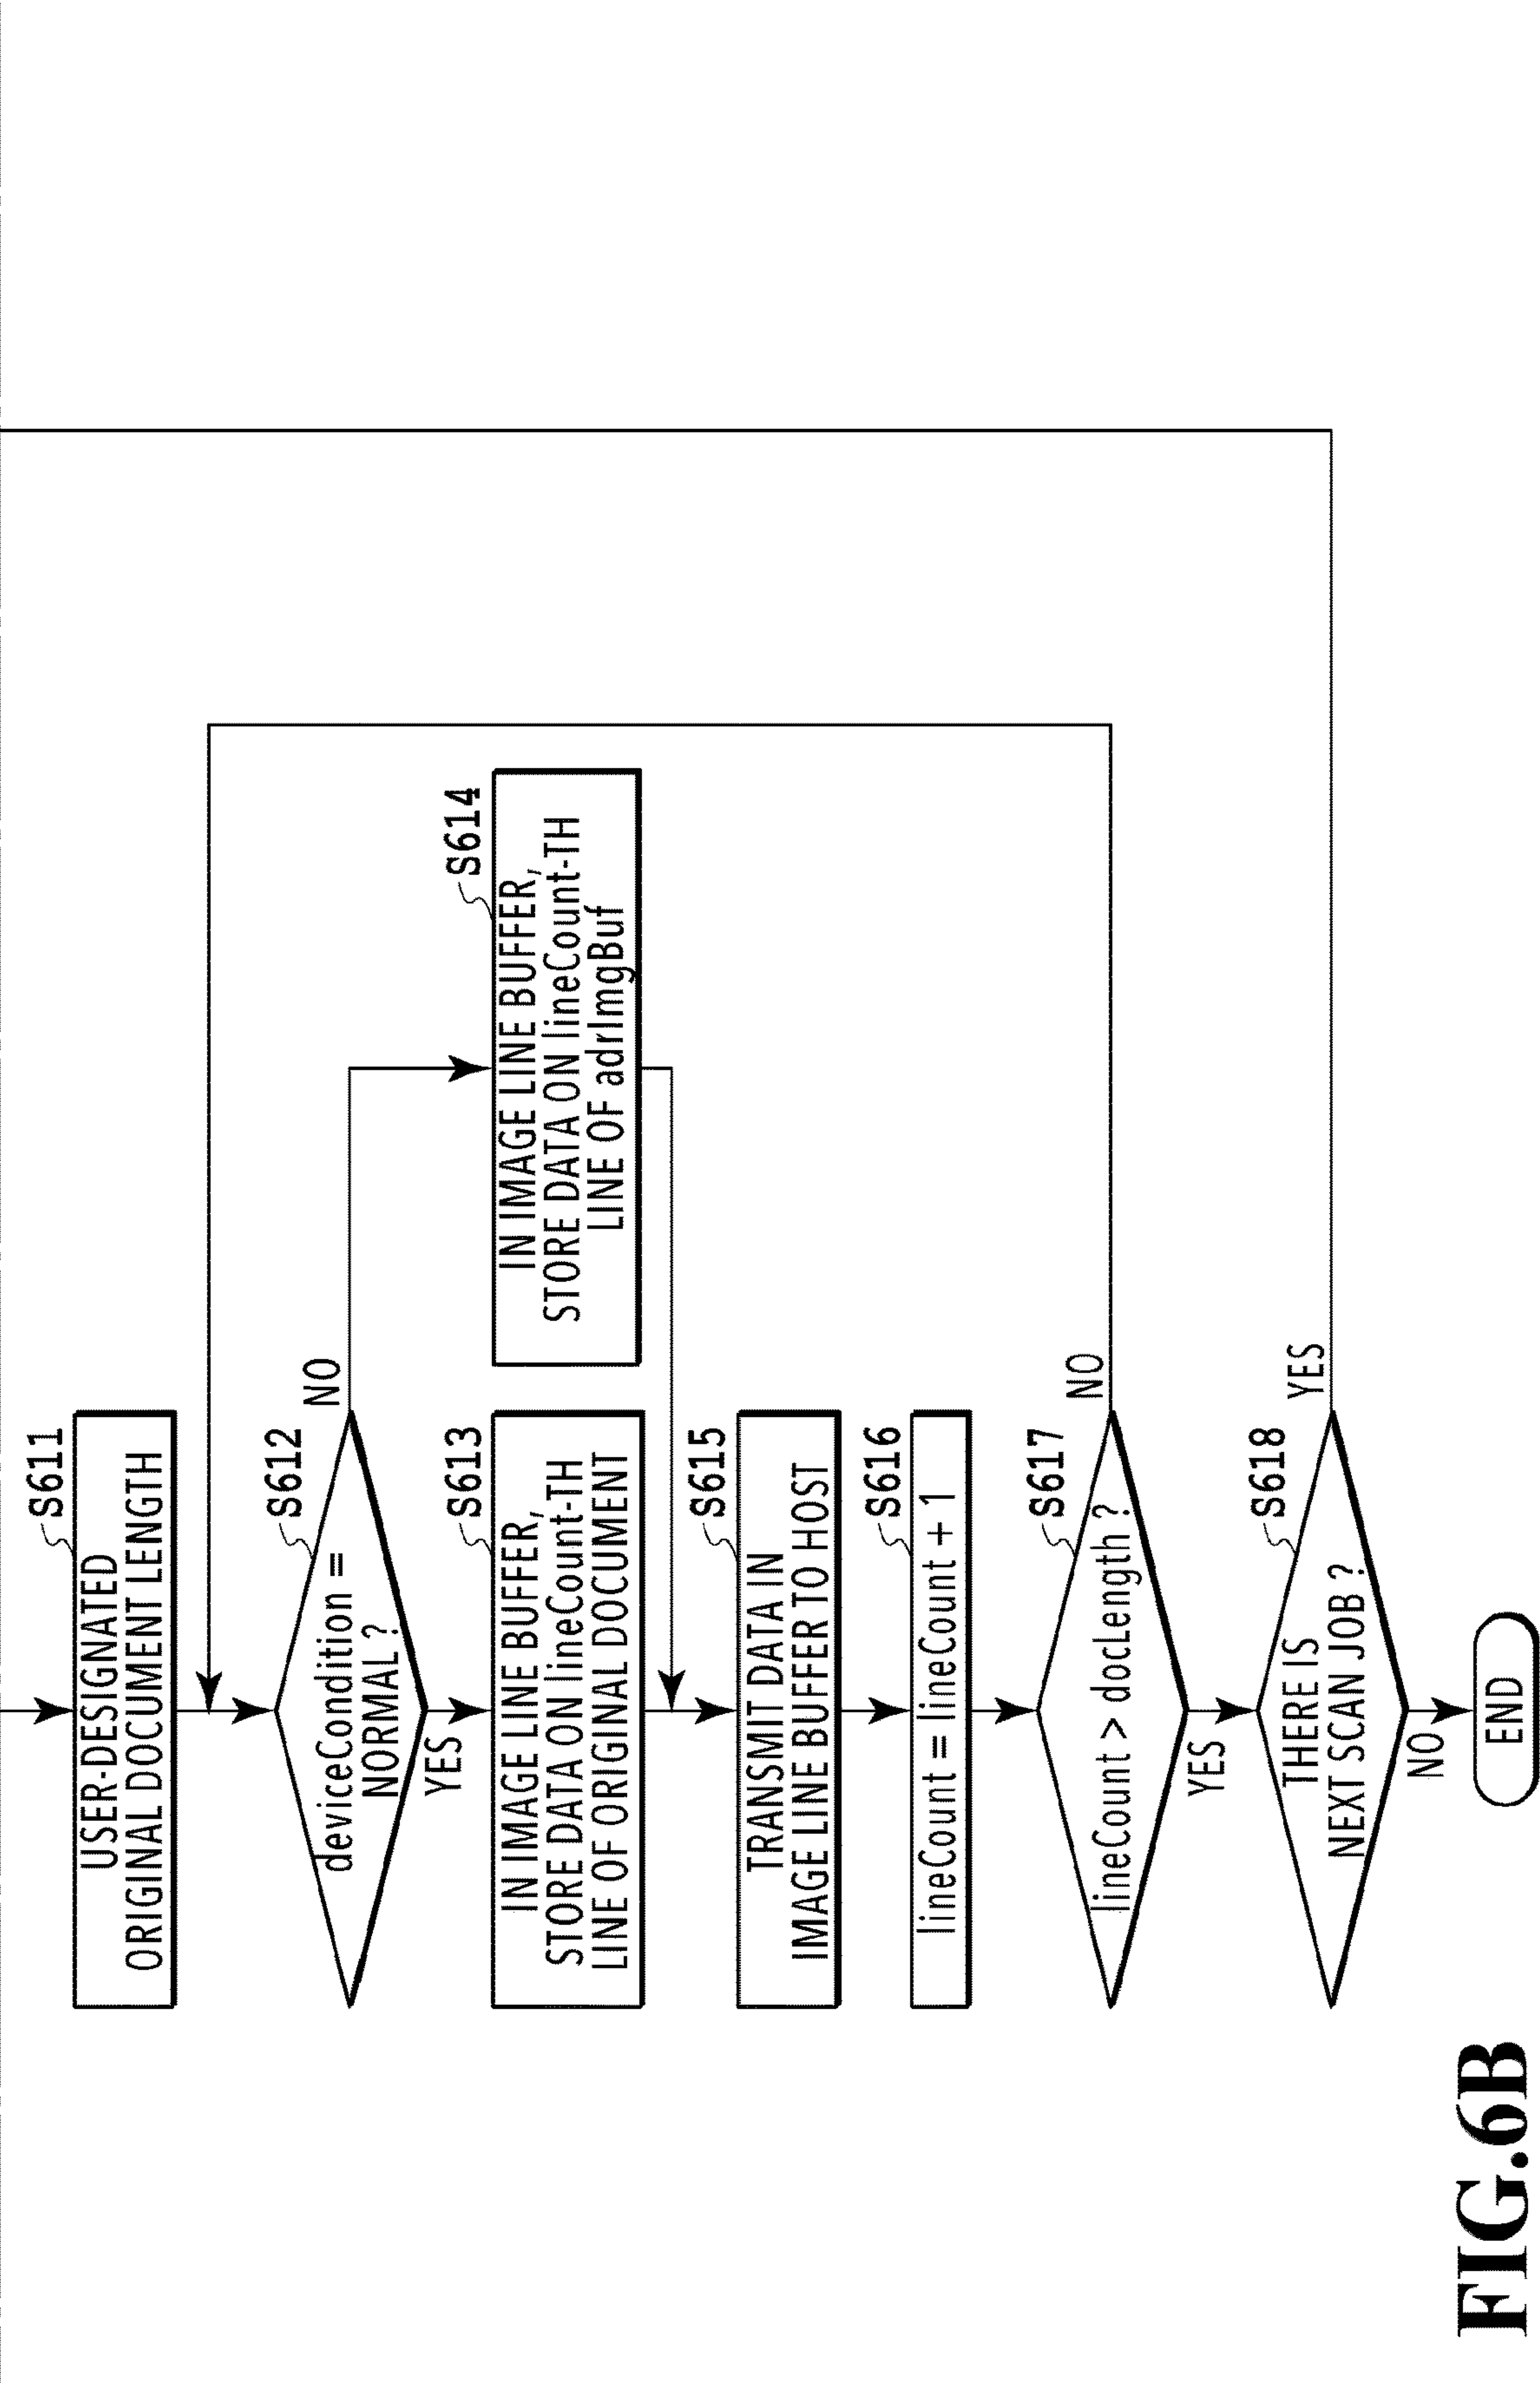 S611
USER-DESIGNATED
ORIGINAL DOCUMENT LENGTH
S612
deviceCondition =
NORMAL ?
NO
YES
S613
IN IMAGE LINE BUFFER,
STORE DATA ON lineCount-TH
LINE OF ORIGINAL DOCUMENT
S614
IN IMAGE LINE BUFFER,
STORE DATA ON lineCount-TH
LINE OF adrImgBuf
S615
TRANSMIT DATA IN
IMAGE LINE BUFFER TO HOST
S616
lineCount = lineCount + 1
S617
lineCount > docLength ?
NO
YES
S618
THERE IS
NEXT SCAN JOB ?
YES
NO
END
FIG.6B